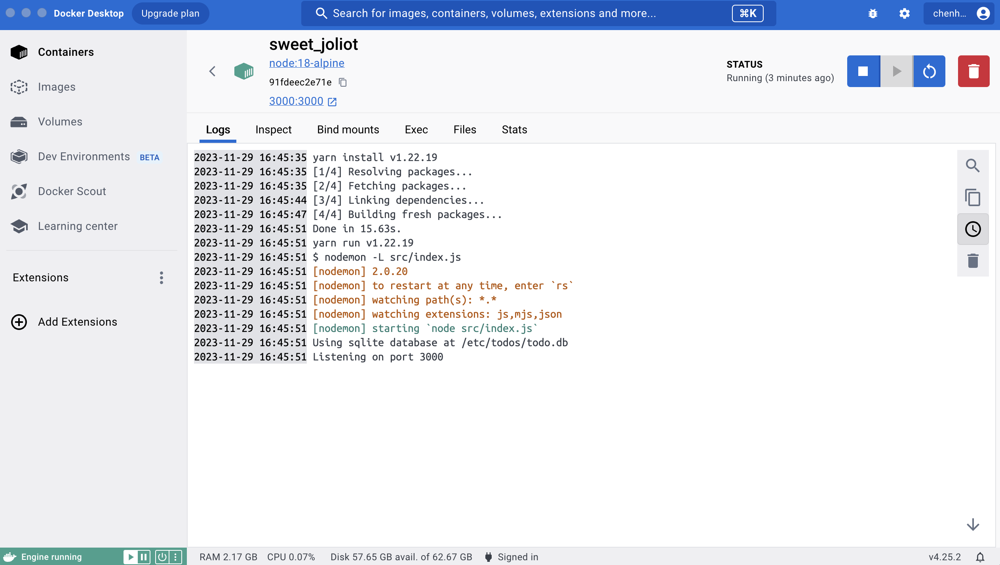 Docker Desktop
Upgrade plan
Search for images, containers, volumes, extensions and more...
⌘K
chenh...
Containers
Images
Volumes
Dev Environments BETA
Docker Scout
Learning center
Extensions
Add Extensions
sweet_joliot
node:18-alpine
91fdeec2e71e
3000:3000
STATUS
Running (3 minutes ago)
Logs Inspect Bind mounts Exec Files Stats
2023-11-29 16:45:35 yarn install v1.22.19
2023-11-29 16:45:35 [1/4] Resolving packages...
2023-11-29 16:45:35 [2/4] Fetching packages...
2023-11-29 16:45:44 [3/4] Linking dependencies...
2023-11-29 16:45:47 [4/4] Building fresh packages...
2023-11-29 16:45:51 Done in 15.63s.
2023-11-29 16:45:51 yarn run v1.22.19
2023-11-29 16:45:51 $ nodemon -L src/index.js
2023-11-29 16:45:51 [nodemon] 2.0.20
2023-11-29 16:45:51 [nodemon] to restart at any time, enter `rs`
2023-11-29 16:45:51 [nodemon] watching path(s): *.*
2023-11-29 16:45:51 [nodemon] watching extensions: js,mjs,json
2023-11-29 16:45:51 [nodemon] starting `node src/index.js`
2023-11-29 16:45:51 Using sqlite database at /etc/todos/todo.db
2023-11-29 16:45:51 Listening on port 3000
Engine running
RAM 2.17 GB CPU 0.07% Disk 57.65 GB avail. of 62.67 GB Signed in
v4.25.2